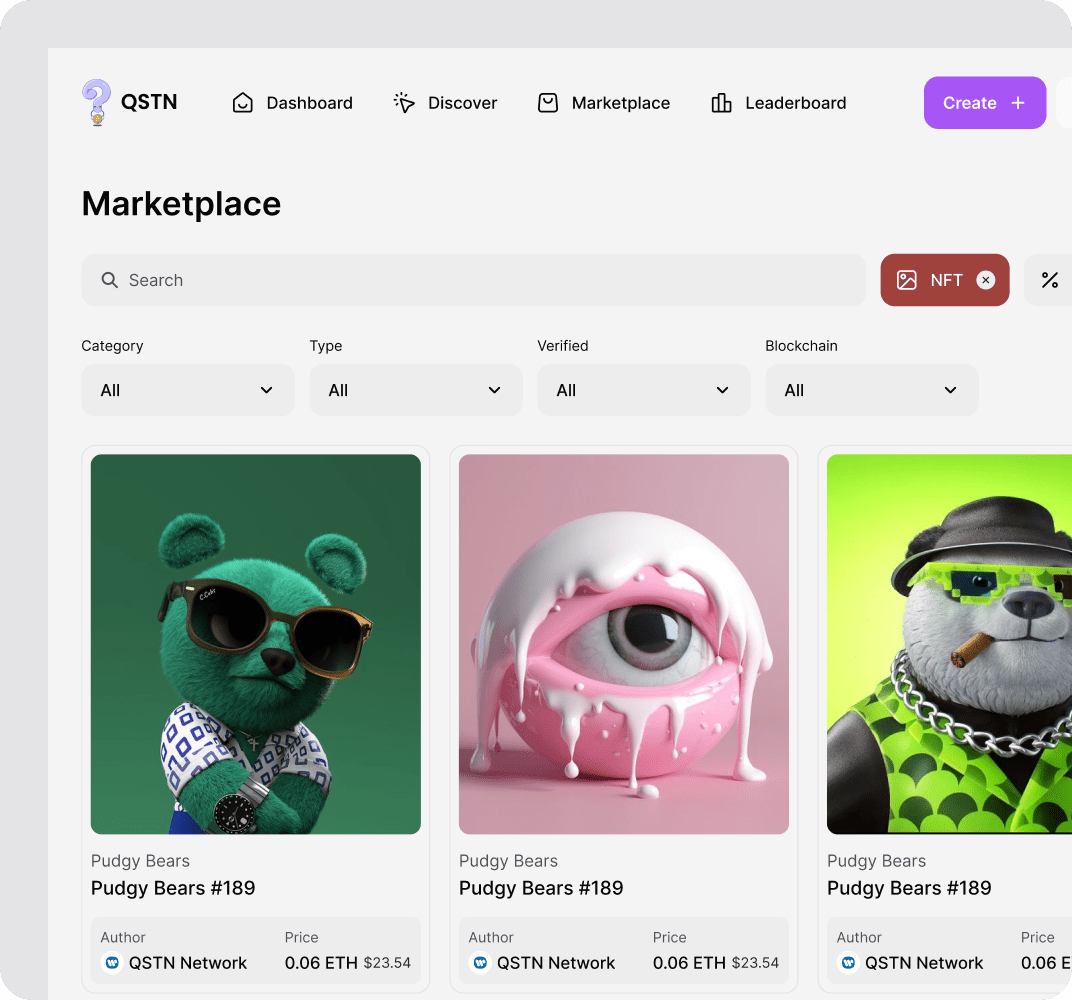 QSTN
Dashboard
Discover
Marketplace
Leaderboard
Create +
Marketplace
Search
NFT
%
Category
Type
Verified
Blockchain
All
All
All
All
Pudgy Bears
Pudgy Bears #189
Author
Price
QSTN Network
0.06 ETH $23.54
Pudgy Bears
Pudgy Bears #189
Author
Price
QSTN Network
0.06 ETH $23.54
Pudgy Bears
Pudgy Bears #189
Author
Price
QSTN Network
0.06 E